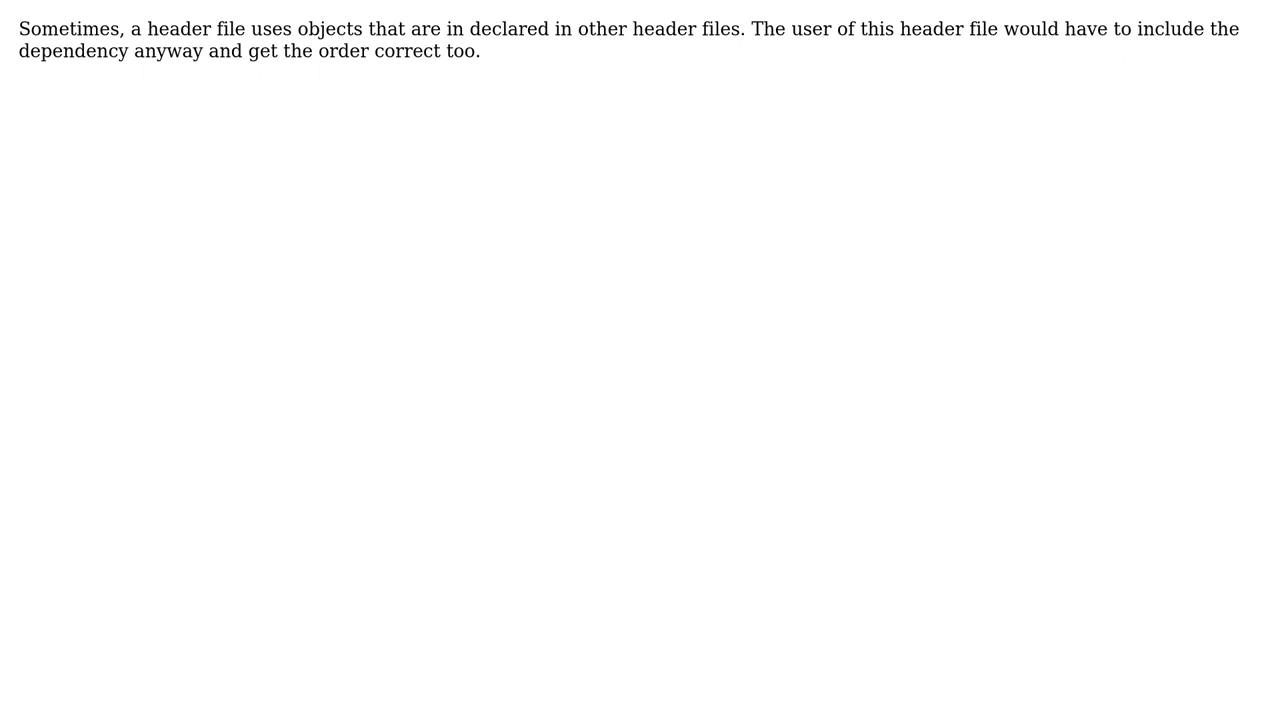 Sometimes, a header file uses objects that are in declared in other header files. The user of this header file would have to include the
dependency anyway and get the order correct too.